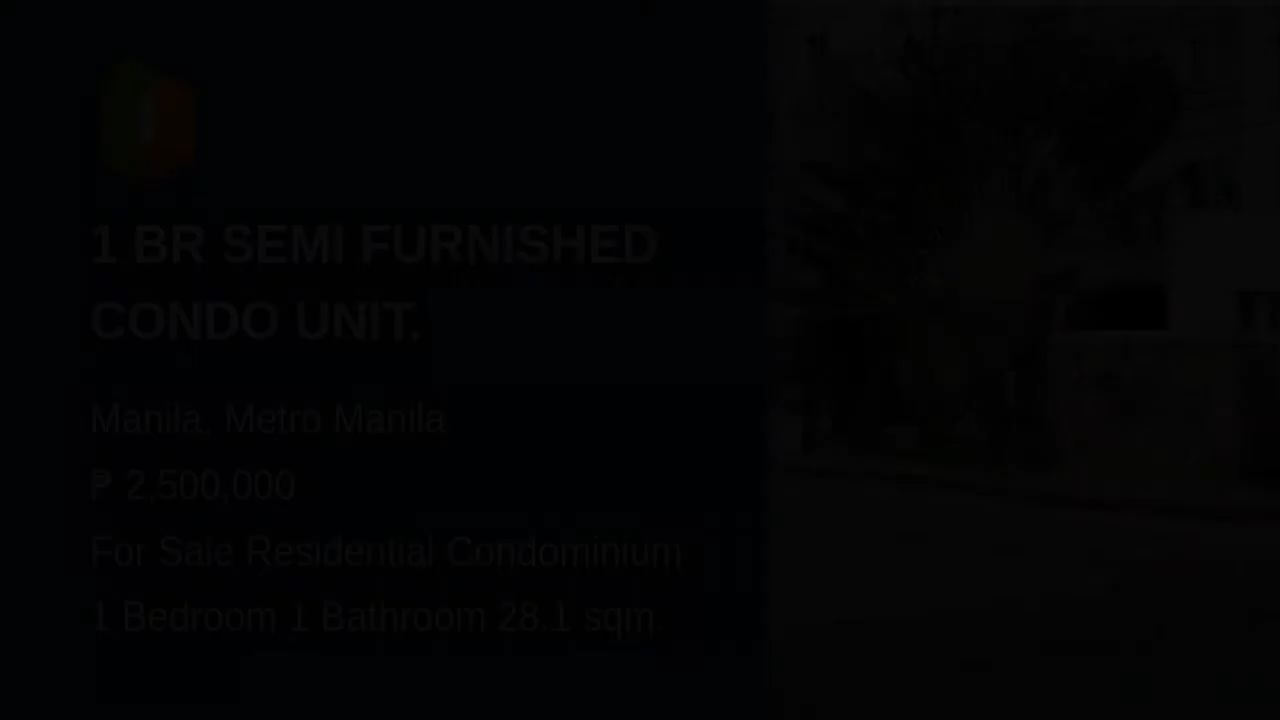 1 BR SEMI FURNISHED
CONDO UNIT.
Manila, Metro Manila
₱ 2,500,000
For Sale Residential Condominium
1 Bedroom 1 Bathroom 28.1 sqm.